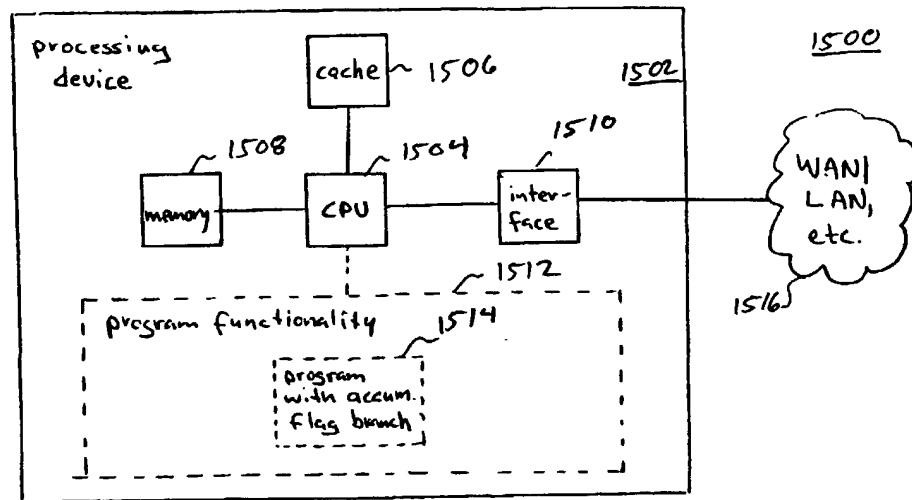 processing
device
1500
1502
cache
1506
1508
1504
1510
memory
CPU
inter-
face
WAN/
LAN,
etc.
1516
1512
program functionality
1514
program
with accum.
flag branch